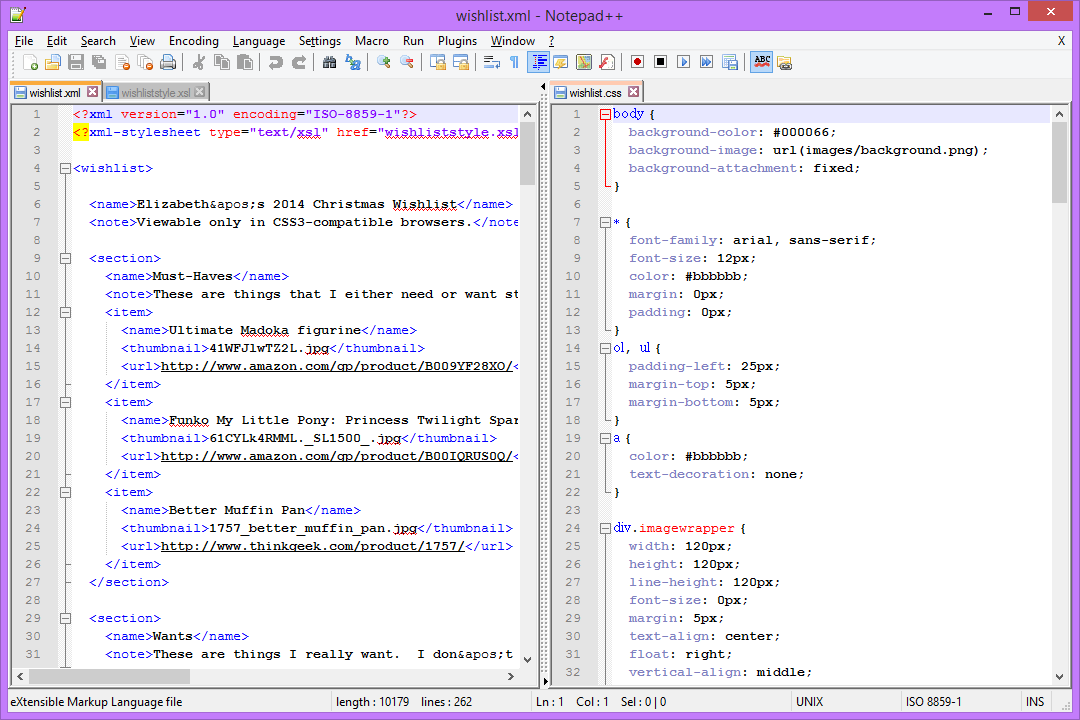 wishlist.xml - Notepad++
File Edit Search View Encoding Language Settings Macro Run Plugins Window ? X
ABC
wishlist.xml wishliststyle.xsl
1 <?xml version="1.0" encoding="ISO-8859-1"?>
2 <?xml-stylesheet type="text/xsl" href="wishliststyle.xsl
3
4 <wishlist>
5
6 <name>Elizabeth&apos;s 2014 Christmas Wishlist</name>
7 <note>Viewable only in CSS3-compatible browsers.</note
8
9 <section>
10 <name>Must-Haves</name>
11 <note>These are things that I either need or want st
12 <item>
13 <name>Ultimate Madoka figurine</name>
14 <thumbnail>41WFJlwTZ2L.jpg</thumbnail>
15 <url>http://www.amazon.com/gp/product/B009YF28XO/<
16 </item>
17 <item>
18 <name>Funko My Little Pony: Princess Twilight Spar
19 <thumbnail>61CYLk4RMML._SL1500_.jpg</thumbnail>
20 <url>http://www.amazon.com/gp/product/B00IQRUS0Q/<
21 </item>
22 <item>
23 <name>Better Muffin Pan</name>
24 <thumbnail>1757_better_muffin_pan.jpg</thumbnail>
25 <url>http://www.thinkgeek.com/product/1757/</url>
26 </item>
27 </section>
28
29 <section>
30 <name>Wants</name>
31 <note>These are things I really want.  I don&apos;t
wishlist.css
1 body {
2 background-color: #000066;
3 background-image: url(images/background.png);
4 background-attachment: fixed;
5 }
6
7 * {
8 font-family: arial, sans-serif;
9 font-size: 12px;
10 color: #bbbbbb;
11 margin: 0px;
12 padding: 0px;
13 }
14 ol, ul {
15 padding-left: 25px;
16 margin-top: 5px;
17 margin-bottom: 5px;
18 }
19 a {
20 color: #bbbbbb;
21 text-decoration: none;
22 }
23
24 div.imagewrapper {
25 width: 120px;
26 height: 120px;
27 line-height: 120px;
28 font-size: 0px;
29 margin: 5px;
30 text-align: center;
31 float: right;
32 vertical-align: middle;
eXtensible Markup Language file length : 10179 lines : 262 Ln : 1 Col : 1 Sel : 0 | 0 UNIX ISO 8859-1 INS